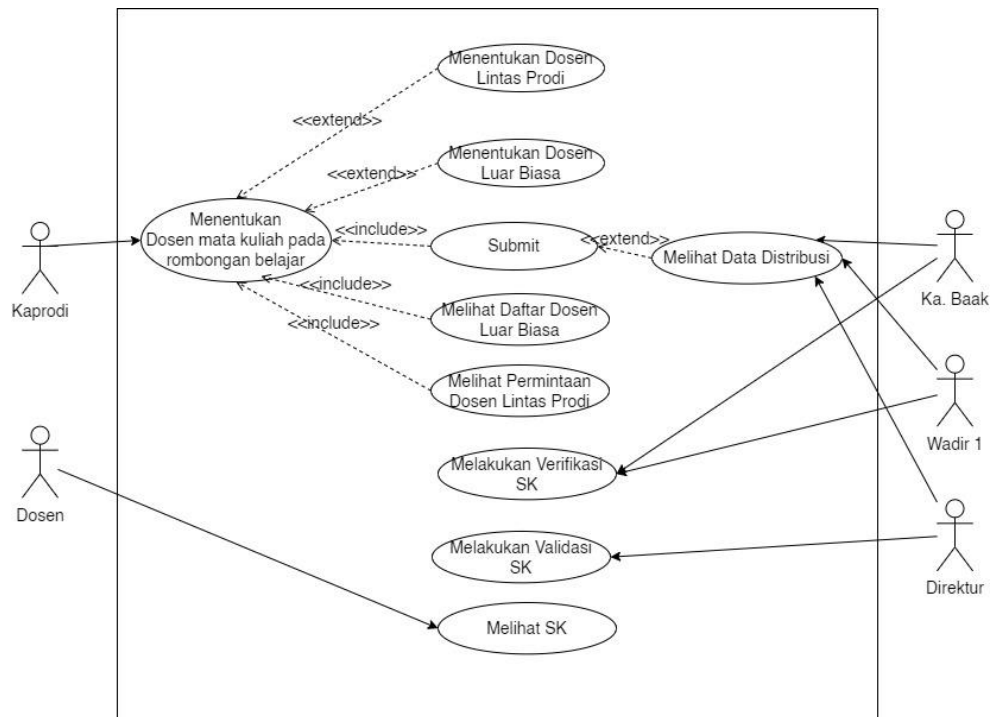 Menentukan Dosen
Lintas Prodi
<<extend>>
Menentukan Dosen
Luar Biasa
<<extend>>
Menentukan
Dosen mata kuliah pada
rombongan belajar
<<include>>
Submit
<<extend>>
Melihat Data Distribusi
Kaprodi
Ka. Baak
<<include>>
Melihat Daftar Dosen
Luar Biasa
<<include>>
Melihat Permintaan
Dosen Lintas Prodi
Wadir 1
Melakukan Verifikasi
SK
Dosen
Melakukan Validasi
SK
Direktur
Melihat SK